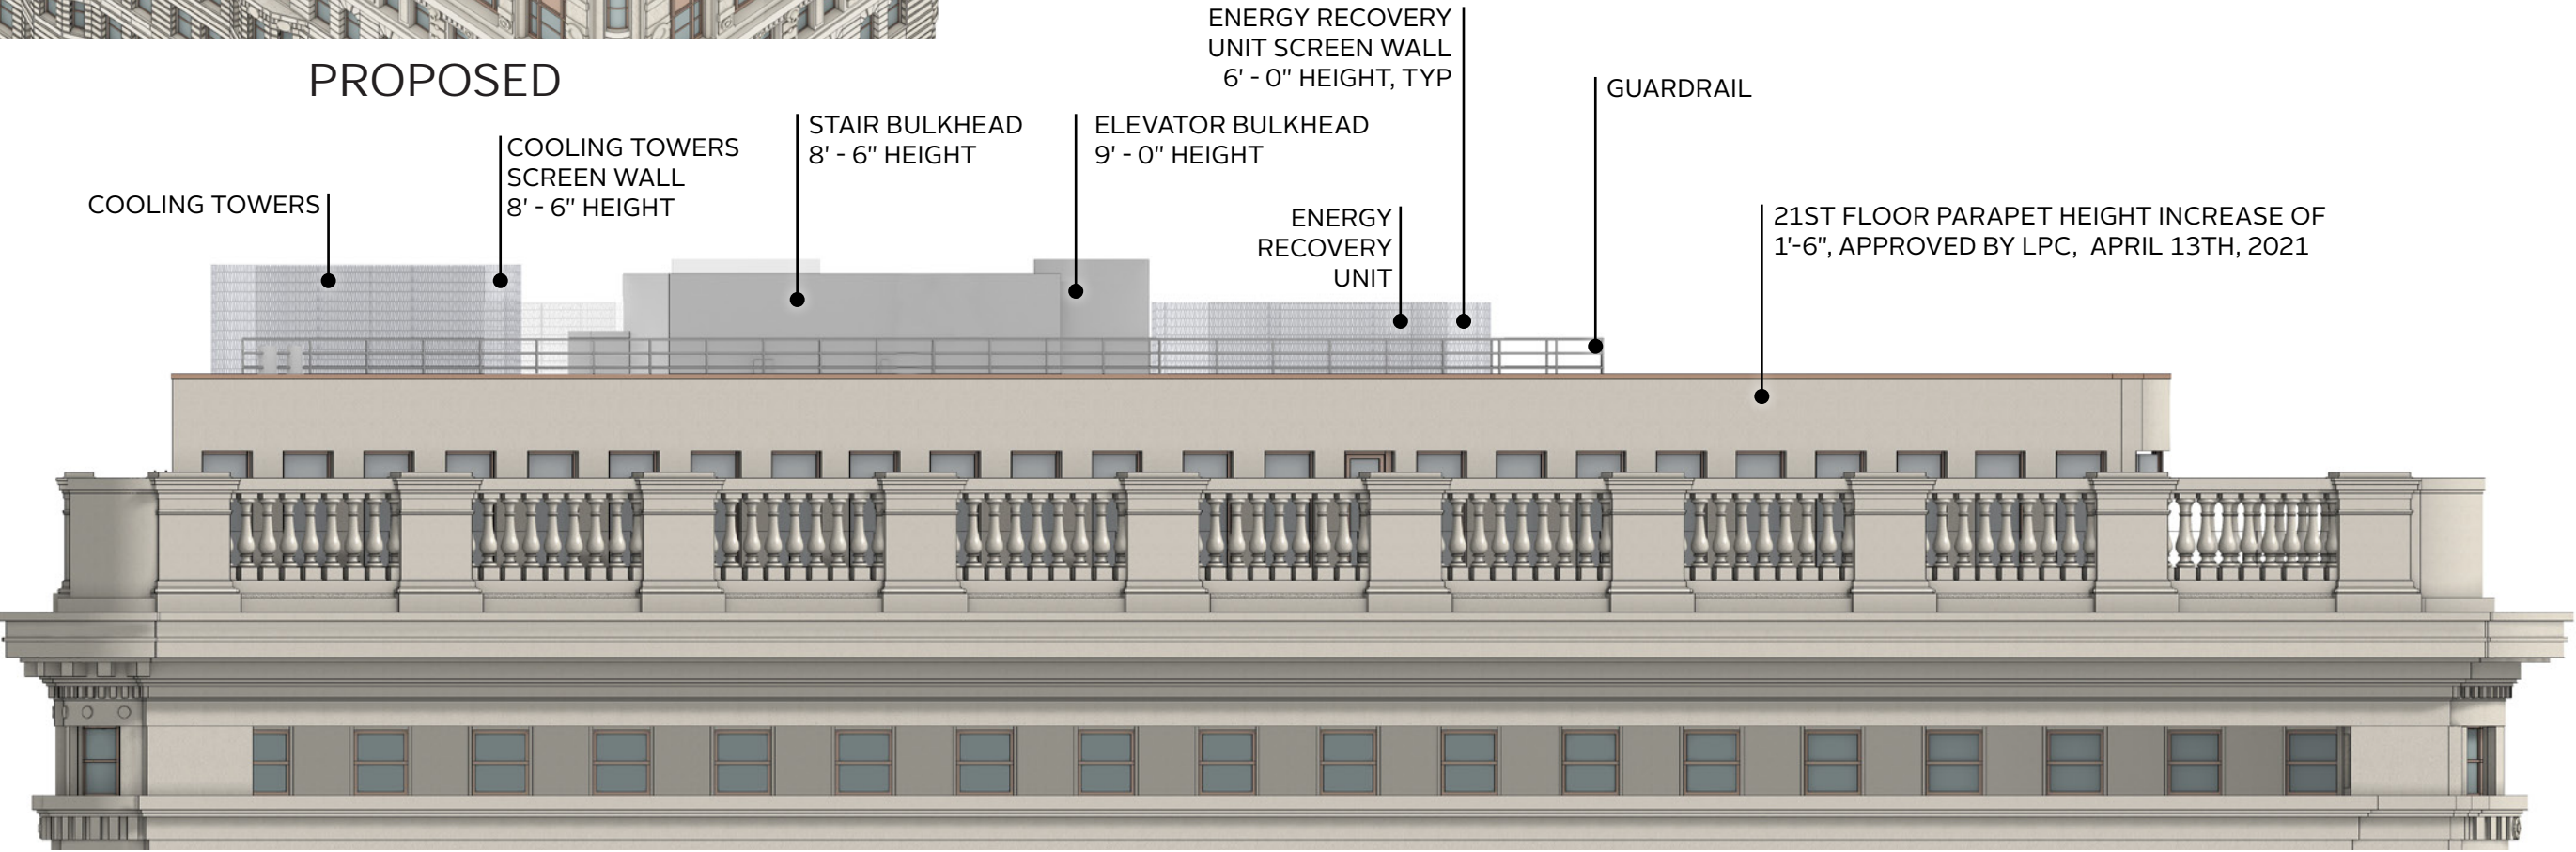 PROPOSED
COOLING TOWERS
COOLING TOWERS
SCREEN WALL
8' - 6" HEIGHT
STAIR BULKHEAD
8' - 6" HEIGHT
ELEVATOR BULKHEAD
9' - 0" HEIGHT
ENERGY RECOVERY
UNIT SCREEN WALL
6' - 0" HEIGHT, TYP
ENERGY
RECOVERY
UNIT
GUARDRAIL
21ST FLOOR PARAPET HEIGHT INCREASE OF
1'-6", APPROVED BY LPC, APRIL 13TH, 2021